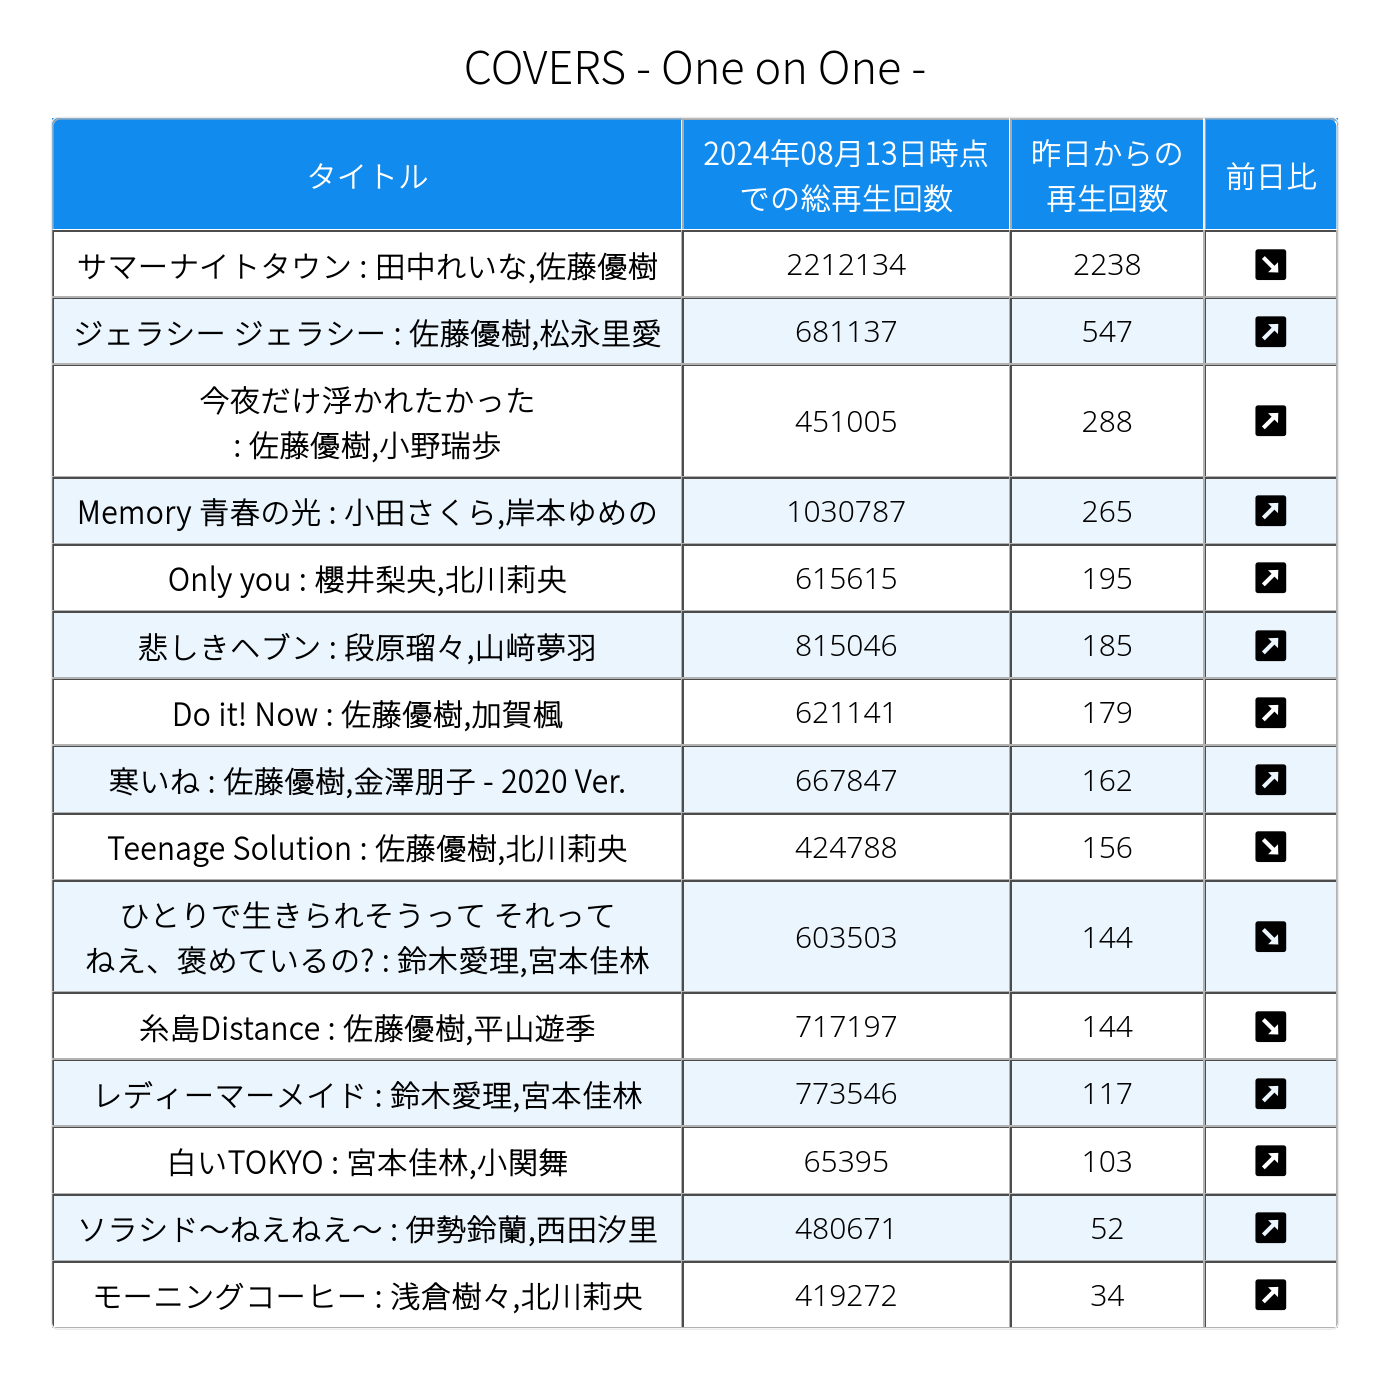 COVERS - One on One -
タイトル
2024年08月13日時点
での総再生回数
昨日からの
再生回数
前日比
サマーナイトタウン : 田中れいな,佐藤優樹 2212134 2238
ジェラシー ジェラシー : 佐藤優樹,松永里愛 681137 547
今夜だけ浮かれたかった
: 佐藤優樹,小野瑞歩 451005 288
Memory 青春の光 : 小田さくら,岸本ゆめの 1030787 265
Only you : 櫻井梨央,北川莉央 615615 195
悲しきヘブン : 段原瑠々,山﨑夢羽 815046 185
Do it! Now : 佐藤優樹,加賀楓 621141 179
寒いね : 佐藤優樹,金澤朋子 - 2020 Ver. 667847 162
Teenage Solution : 佐藤優樹,北川莉央 424788 156
ひとりで生きられそうって それって
ねえ、褒めているの? : 鈴木愛理,宮本佳林 603503 144
糸島Distance : 佐藤優樹,平山遊季 717197 144
レディーマーメイド : 鈴木愛理,宮本佳林 773546 117
白いTOKYO : 宮本佳林,小関舞 65395 103
ソラシド～ねえねえ～ : 伊勢鈴蘭,西田汐里 480671 52
モーニングコーヒー : 浅倉樹々,北川莉央 419272 34